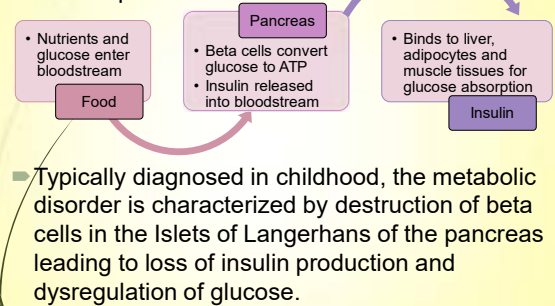 Pancreas
• Nutrients and
glucose enter
bloodstream
Food
• Beta cells convert
glucose to ATP
• Insulin released
into bloodstream
• Binds to liver,
adipocytes and
muscle tissues for
glucose absorption
Insulin
Typically diagnosed in childhood, the metabolic
disorder is characterized by destruction of beta
cells in the Islets of Langerhans of the pancreas
leading to loss of insulin production and
dysregulation of glucose.